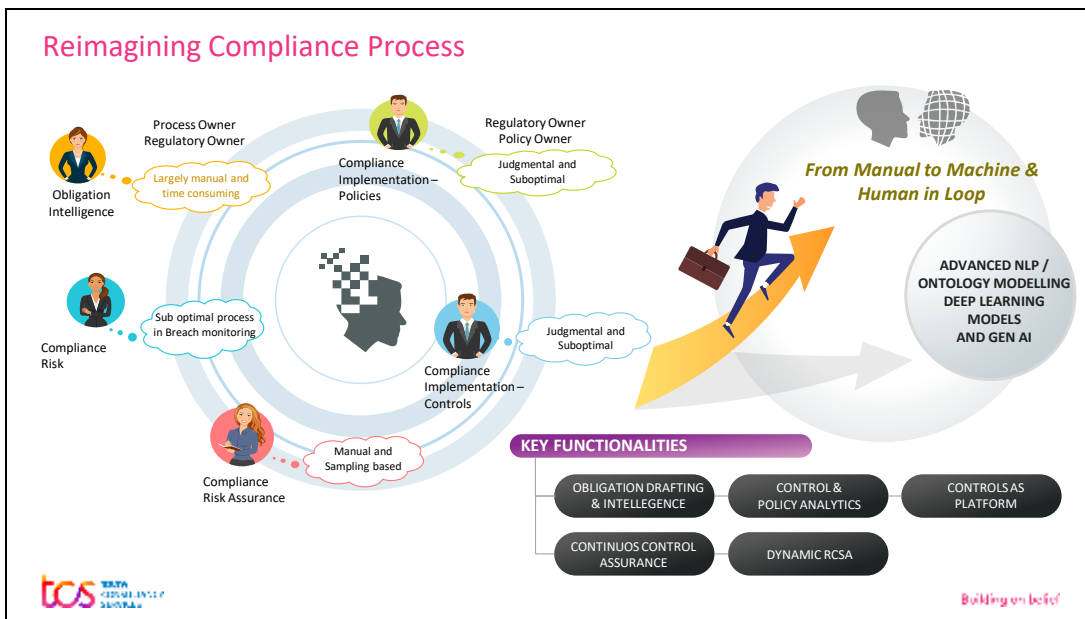 Reimagining Compliance Process
Process Owner
Regulatory Owner
Largely manual and
time consuming
Obligation
Intelligence
Compliance
Implementation –
Policies
Regulatory Owner
Policy Owner
Judgmental and
Suboptimal
Sub optimal process
in Breach monitoring
Compliance
Risk
Judgmental and
Suboptimal
Compliance
Implementation –
Controls
Manual and
Sampling based
Compliance
Risk Assurance
From Manual to Machine &
Human in Loop
ADVANCED NLP /
ONTOLOGY MODELLING
DEEP LEARNING
MODELS
AND GEN AI
KEY FUNCTIONALITIES
OBLIGATION DRAFTING
& INTELLEGENCE
CONTROL &
POLICY ANALYTICS
CONTROLS AS
PLATFORM
CONTINUOS CONTROL
ASSURANCE
DYNAMIC RCSA
tcs
TATA
CONSULTANCY
SERVICES
Building on belief